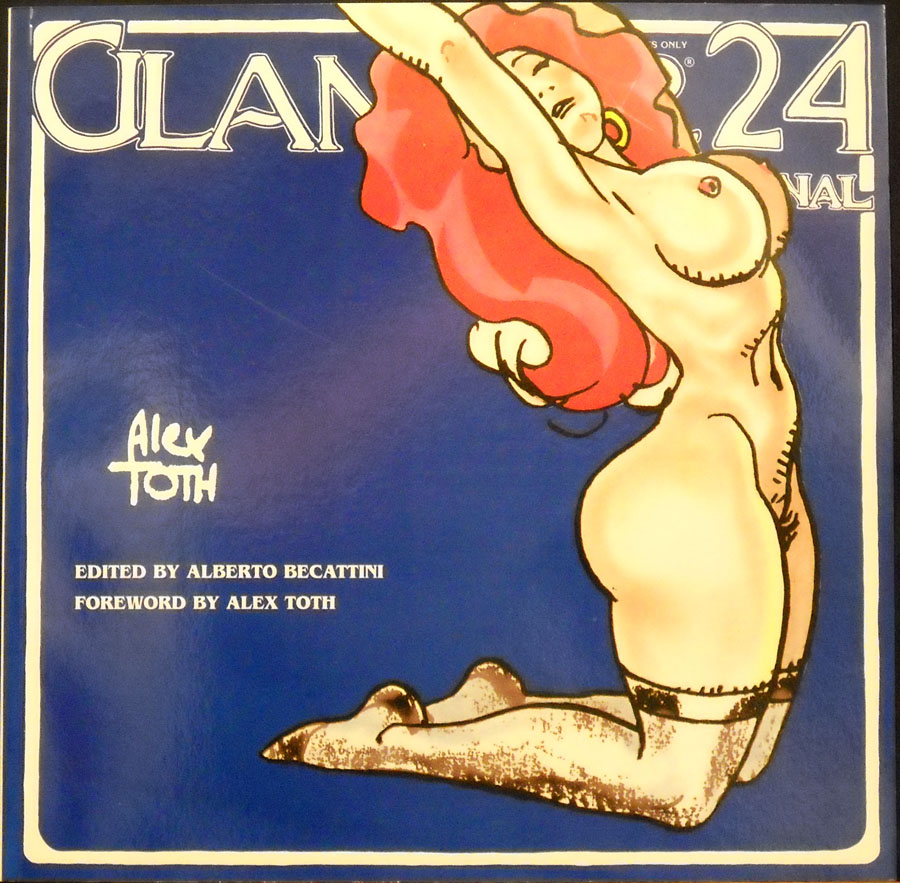 GLAM 24
S ONLY
®
NAL
Alex
TOTH
EDITED BY ALBERTO BECATTINI
FOREWORD BY ALEX TOTH